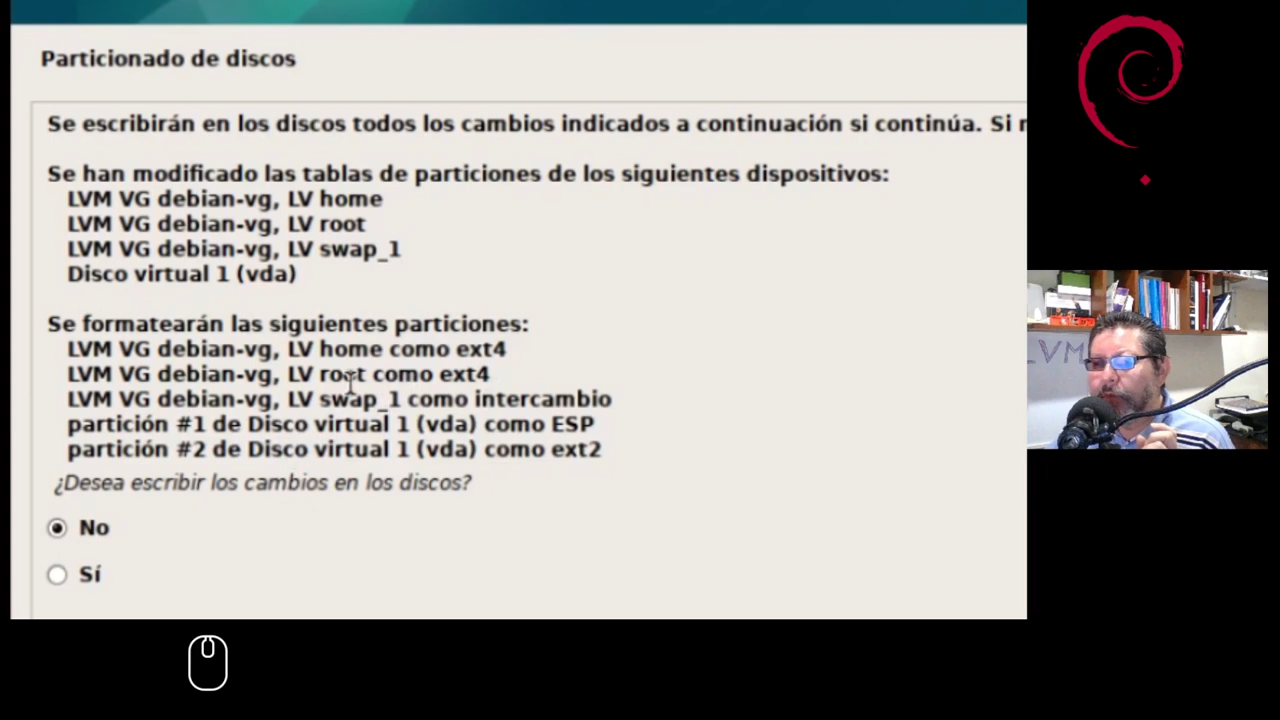 Particionado de discos
Se escribirán en los discos todos los cambios indicados a continuación si continúa. Si
Se han modificado las tablas de particiones de los siguientes dispositivos:
LVM VG debian-vg, LV home
LVM VG debian-vg, LV root
LVM VG debian-vg, LV swap_1
Disco virtual 1 (vda)
Se formatearán las siguientes particiones:
LVM VG debian-vg, LV home como ext4
LVM VG debian-vg, LV root como ext4
LVM VG debian-vg, LV swap_1 como intercambio
partición #1 de Disco virtual 1 (vda) como ESP
partición #2 de Disco virtual 1 (vda) como ext2
¿Desea escribir los cambios en los discos?
No
Sí
LVM